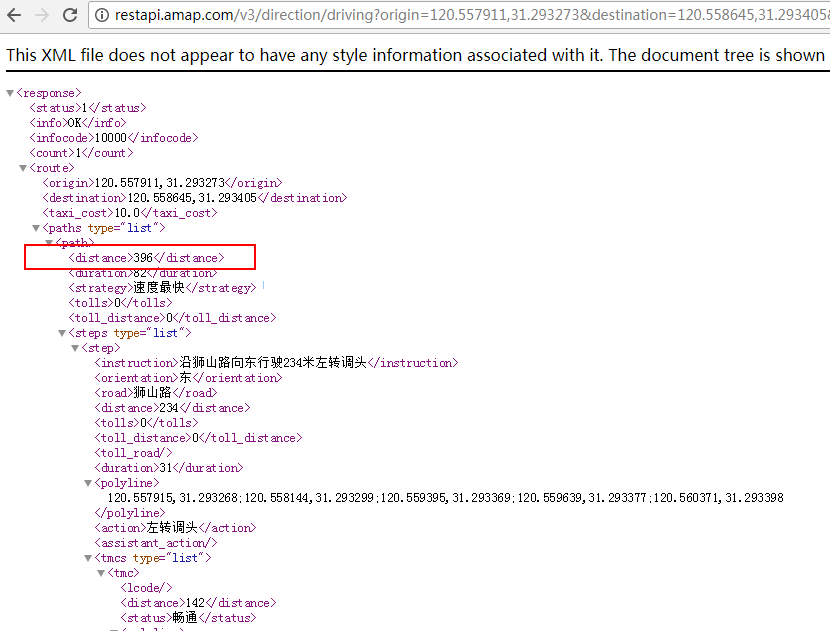 restapi.amap.com/v3/direction/driving?origin=120.557911,31.293273&destination=120.558645,31.293405&
This XML file does not appear to have any style information associated with it. The document tree is shown
▼<response>
<status>1</status>
<info>OK</info>
<infocode>10000</infocode>
<count>1</count>
▼<route>
<origin>120.557911,31.293273</origin>
<destination>120.558645,31.293405</destination>
<taxi_cost>10.0</taxi_cost>
▼<paths type="list">
▼<path>
<distance>396</distance>
<duration>82</duration>
<strategy>速度最快</strategy>
<tolls>0</tolls>
<toll_distance>0</toll_distance>
▼<steps type="list">
▼<step>
<instruction>沿狮山路向东行驶234米左转调头</instruction>
<orientation>东</orientation>
<road>狮山路</road>
<distance>234</distance>
<tolls>0</tolls>
<toll_distance>0</toll_distance>
<toll_road/>
<duration>31</duration>
▼<polyline>
120.557915,31.293268;120.558144,31.293299;120.559395,31.293369;120.559639,31.293377;120.560371,31.293398
</polyline>
<action>左转调头</action>
<assistant_action/>
▼<tmcs type="list">
▼<tmc>
<lcode/>
<distance>142</distance>
<status>畅通</status>